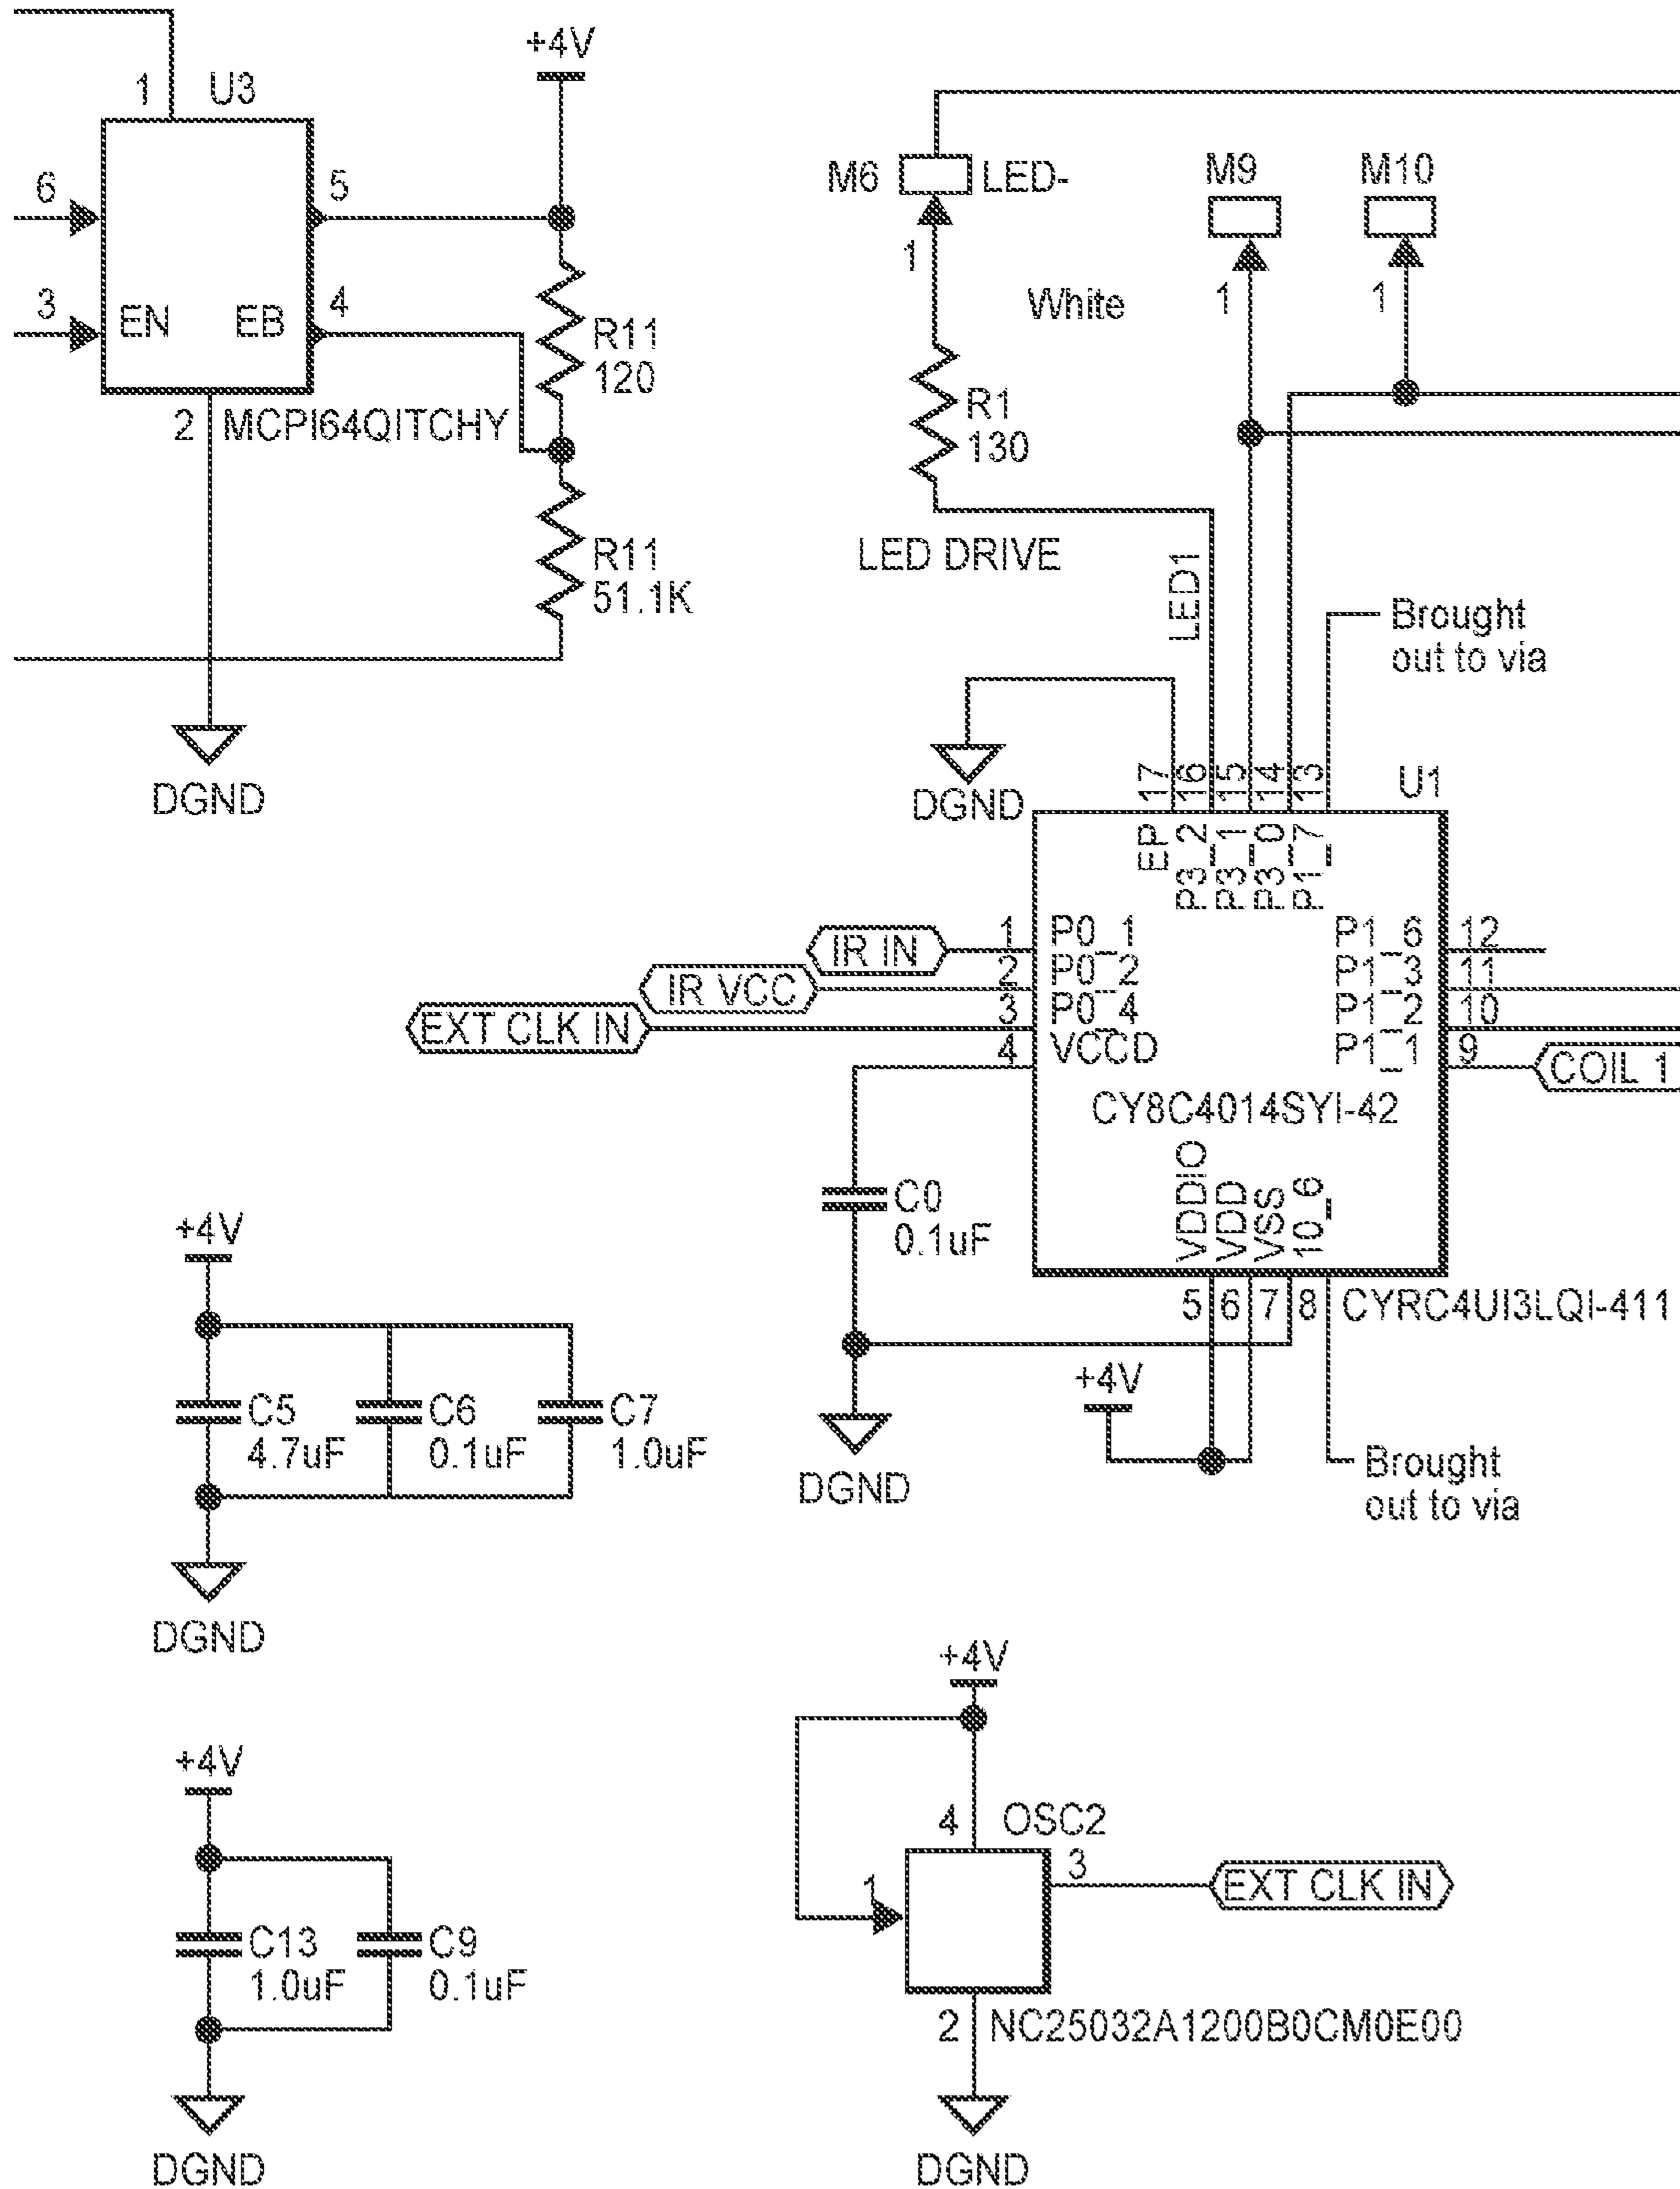 +4V
1
U3
6
5
3
EN
EB
4
R11
120
2
MCPI64QITCHY
R11
51.1K
DGND
M6
LED-
M9
M10
1
1
1
White
R1
130
LED DRIVE
LED1
Brought
out to via
DGND
17
16
15
14
13
U1
EP
P3_2
P3_1
P3_0
P1_7
IR IN
1
P0_1
P1_6
12
IR VCC
2
P0_2
P1_3
11
EXT CLK IN
3
P0_4
P1_2
10
4
VCCD
P1_1
9
COIL 1
CY8C4014SYI-42
VDDIO
VDD
VSS
10_6
C0
0.1uF
5
6
7
8
CYRC4UI3LQI-411
+4V
DGND
Brought
out to via
+4V
C5
4.7uF
C6
0.1uF
C7
1.0uF
DGND
+4V
C13
1.0uF
C9
0.1uF
DGND
+4V
4
OSC2
1
3
EXT CLK IN
2
NC25032A1200B0CM0E00
DGND